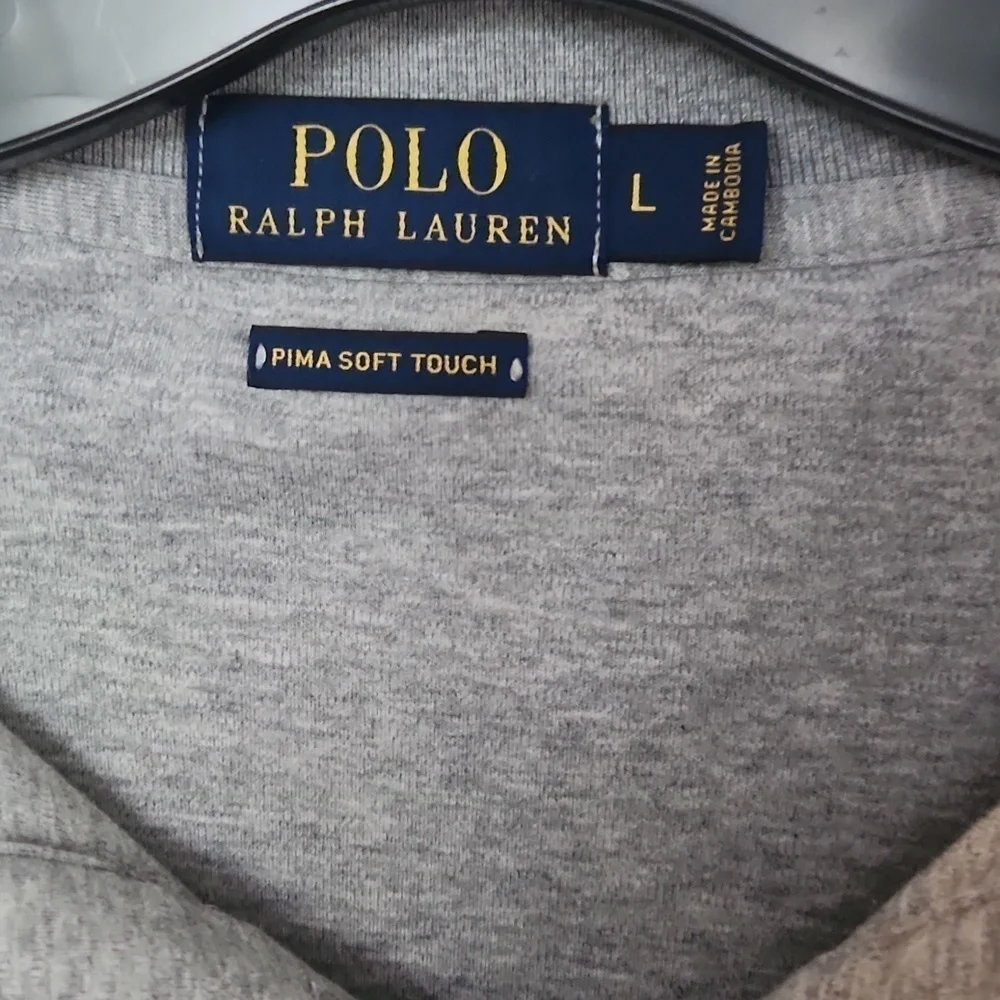 POLO
RALPH LAUREN
L
MADE IN
CAMBODIA
PIMA SOFT TOUCH